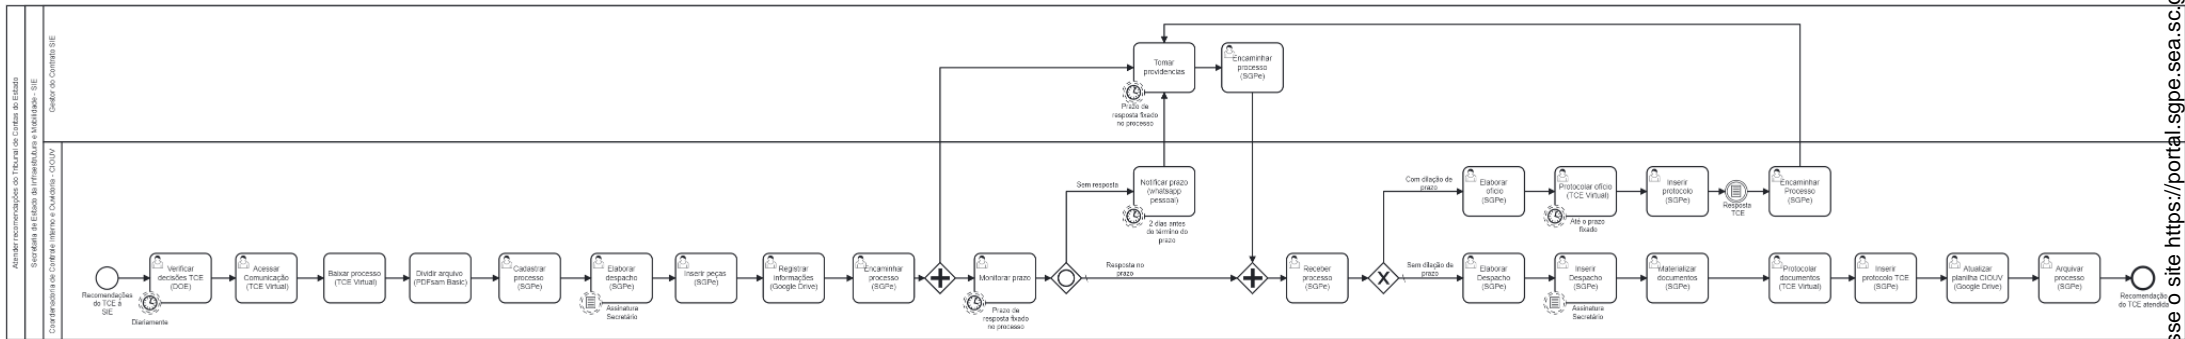 Atender recomendações do Tribunal de Contas do Estado
Secretaria de Estado da Infraestrutura e Mobilidade - SIE
Gestor do Contrato SIE
Tomar
providencias
Prazo de
resposta fixado
no processo
Encaminhar
processo
(SGPe)
Coordenadoria de Controle Interno e Ouvidoria - CIOUV
Sem resposta
Notificar prazo
(whatsapp
pessoal)
2 dias antes
do término do
prazo
Com dilação de
prazo
Elaborar
ofício
(SGPe)
Protocolar ofício
(TCE Virtual)
Até o prazo
fixado
Inserir
protocolo
(SGPe)
Resposta
TCE
Encaminhar
Processo
(SGPe)
Recomendações
do TCE à
SIE
Verificar
decisões TCE
(DOE)
Diariamente
Acessar
Comunicação
(TCE Virtual)
Baixar processo
(TCE Virtual)
Dividir arquivo
(PDFsam Basic)
Cadastrar
processo
(SGPe)
Elaborar
despacho
(SGPe)
Assinatura
Secretário
Inserir peças
(SGPe)
Registrar
informações
(Google Drive)
Encaminhar
processo
(SGPe)
Monitorar prazo
Prazo de
resposta fixado
no processo
Resposta no
prazo
Receber
processo
(SGPe)
Sem dilação de
prazo
Elaborar
Despacho
(SGPe)
Inserir
Despacho
(SGPe)
Assinatura
Secretário
Materializar
documentos
(SGPe)
Protocolar
documentos
(TCE Virtual)
Inserir
protocolo TCE
(SGPe)
Atualizar
planilha CIOUV
(Google Drive)
Arquivar
processo
(SGPe)
Recomendação
do TCE atendida
sse o site https://portal.sgpe.sea.sc.g